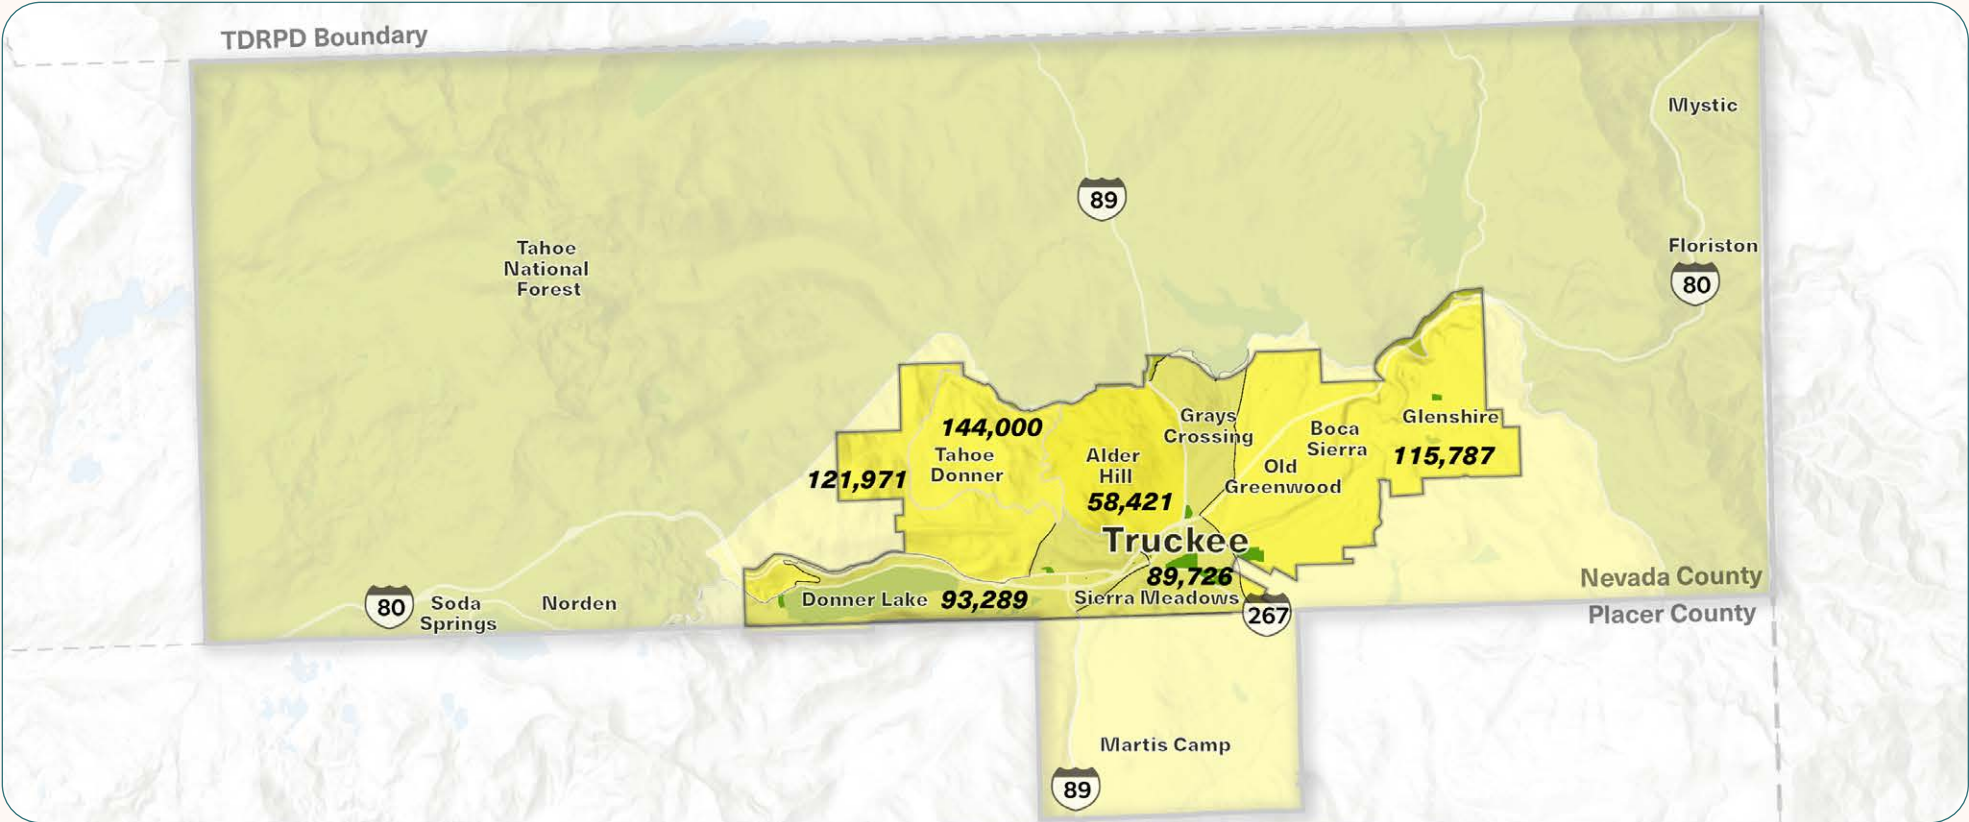 TDRPD Boundary
Mystic
89
Tahoe
National
Forest
Floriston
80
144,000
Tahoe
Donner
121,971
Alder
Hill
58,421
Grays
Crossing
Boca
Sierra
Old
Greenwood
Glenshire
115,787
Truckee
89,726
Sierra Meadows
Donner Lake
93,289
267
80
Soda
Springs
Norden
Nevada County
Placer County
Martis Camp
89